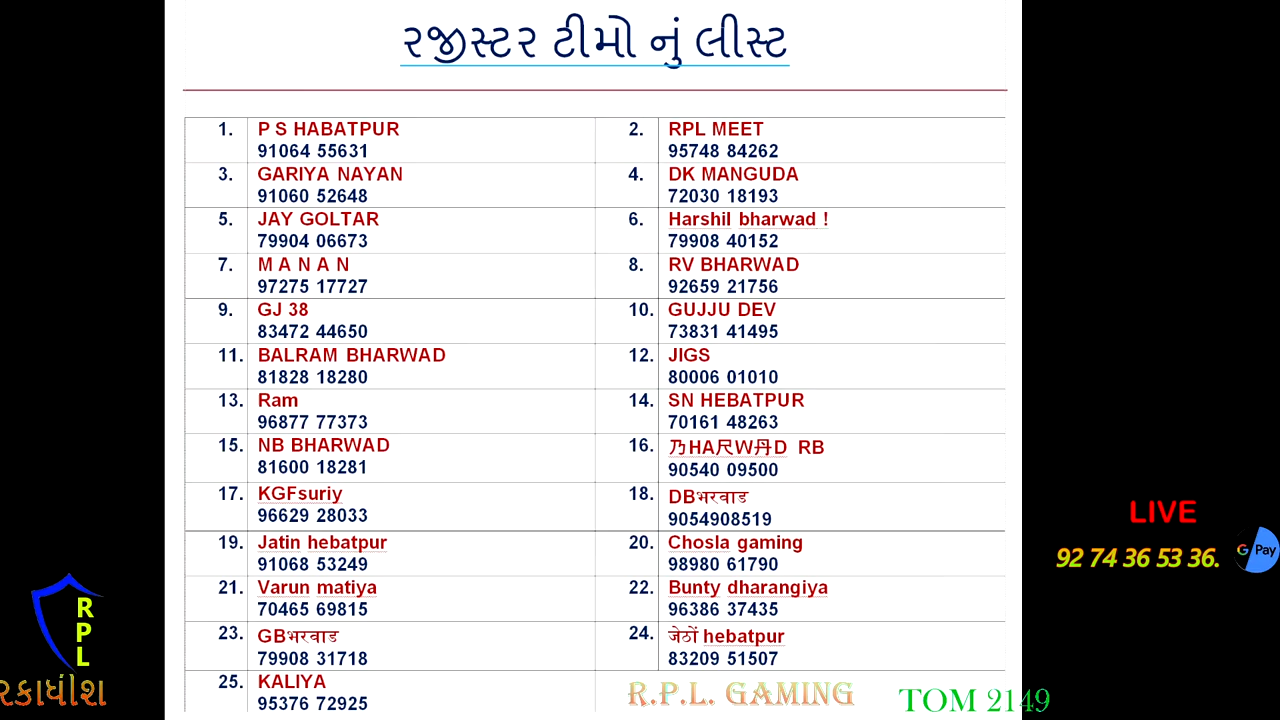 રજીસ્ટર ટીમો નું લીસ્ટ
1. P S HABATPUR
91064 55631
2. RPL MEET
95748 84262
3. GARIYA NAYAN
91060 52648
4. DK MANGUDA
72030 18193
5. JAY GOLTAR
79904 06673
6. Harshil bharwad !
79908 40152
7. M A N A N
97275 17727
8. RV BHARWAD
92659 21756
9. GJ 38
83472 44650
10. GUJJU DEV
73831 41495
11. BALRAM BHARWAD
81828 18280
12. JIGS
80006 01010
13. Ram
96877 77373
14. SN HEBATPUR
70161 48263
15. NB BHARWAD
81600 18281
16. 乃HA尺W丹D RB
90540 09500
17. KGFsuriy
96629 28033
18. DBभरवाड
9054908519
19. Jatin hebatpur
91068 53249
20. Chosla gaming
98980 61790
21. Varun matiya
70465 69815
22. Bunty dharangiya
96386 37435
23. GBभरवाड
79908 31718
24. जेठों hebatpur
83209 51507
25. KALIYA
95376 72925
R.P.L. GAMING
TOM 2149
LIVE
92 74 36 53 36.
G Pay
R
P
L
રકાધીશ